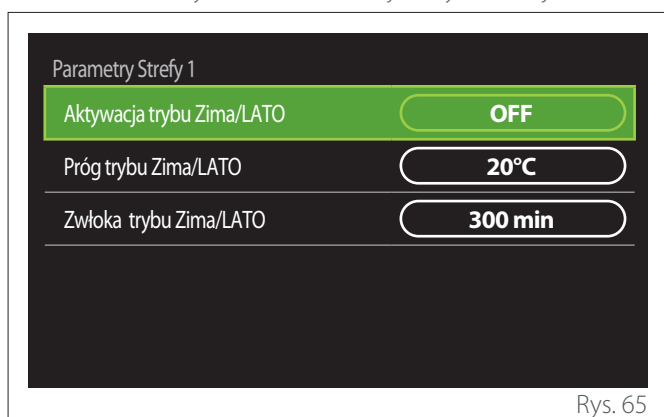 Parametry Strefy 1
Aktywacja trybu Zima/LATO OFF
Próg trybu Zima/LATO 20°C
Zwłoka trybu Zima/LATO 300 min
Rys. 65